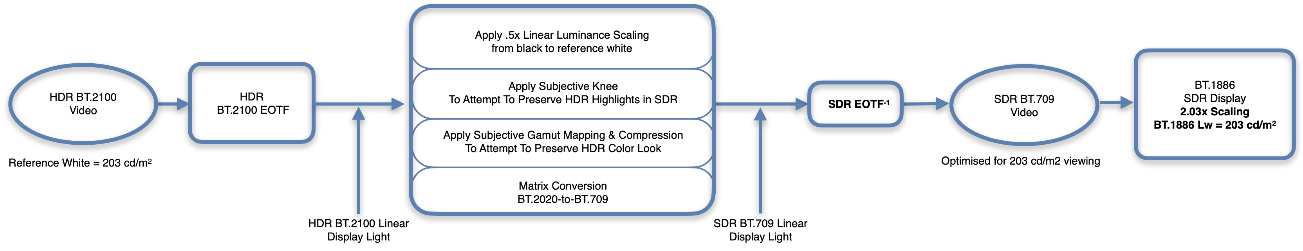 HDR BT.2100
Video
Reference White = 203 cd/m²
HDR
BT.2100 EOTF
HDR BT.2100 Linear
Display Light
Apply .5x Linear Luminance Scaling
from black to reference white
Apply Subjective Knee
To Attempt To Preserve HDR Highlights in SDR
Apply Subjective Gamut Mapping & Compression
To Attempt To Preserve HDR Color Look
Matrix Conversion
BT.2020-to-BT.709
SDR BT.709 Linear
Display Light
SDR EOTF⁻¹
SDR BT.709
Video
Optimised for 203 cd/m2 viewing
BT.1886
SDR Display
2.03x Scaling
BT.1886 Lw = 203 cd/m²